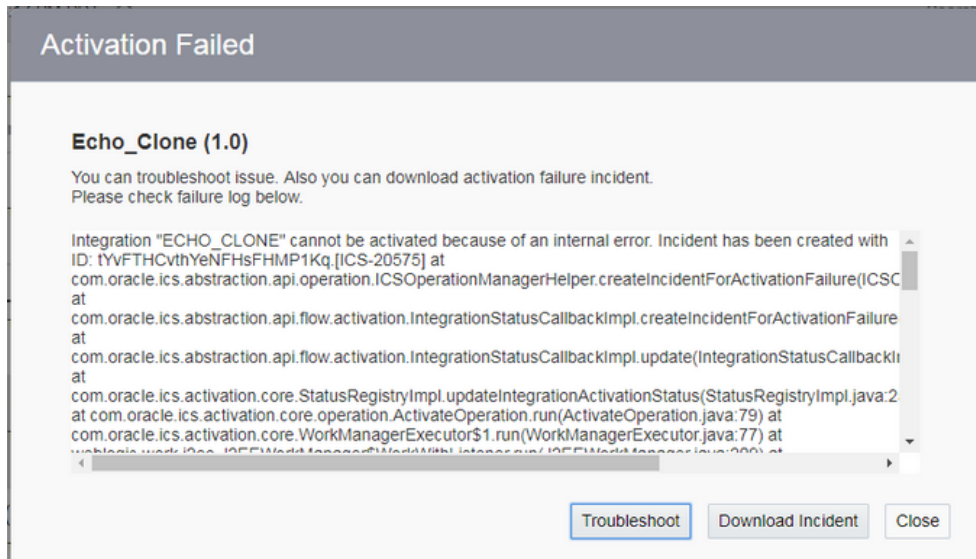 Activation Failed
Echo_Clone (1.0)
You can troubleshoot issue. Also you can download activation failure incident.
Please check failure log below.
Integration "ECHO_CLONE" cannot be activated because of an internal error. Incident has been created with
ID: tYvFTHCvthYeNFHsFHMP1Kq.[ICS-20575] at
com.oracle.ics.abstraction.api.operation.ICSOperationManagerHelper.createIncidentForActivationFailure(ICSO
at
com.oracle.ics.abstraction.api.flow.activation.IntegrationStatusCallbackImpl.createIncidentForActivationFailure
at
com.oracle.ics.abstraction.api.flow.activation.IntegrationStatusCallbackImpl.update(IntegrationStatusCallbackI
at
com.oracle.ics.activation.core.StatusRegistryImpl.updateIntegrationActivationStatus(StatusRegistryImpl.java:2
at com.oracle.ics.activation.core.operation.ActivateOperation.run(ActivateOperation.java:79) at
com.oracle.ics.activation.core.WorkManagerExecutor$1.run(WorkManagerExecutor.java:77) at
Troubleshoot Download Incident Close